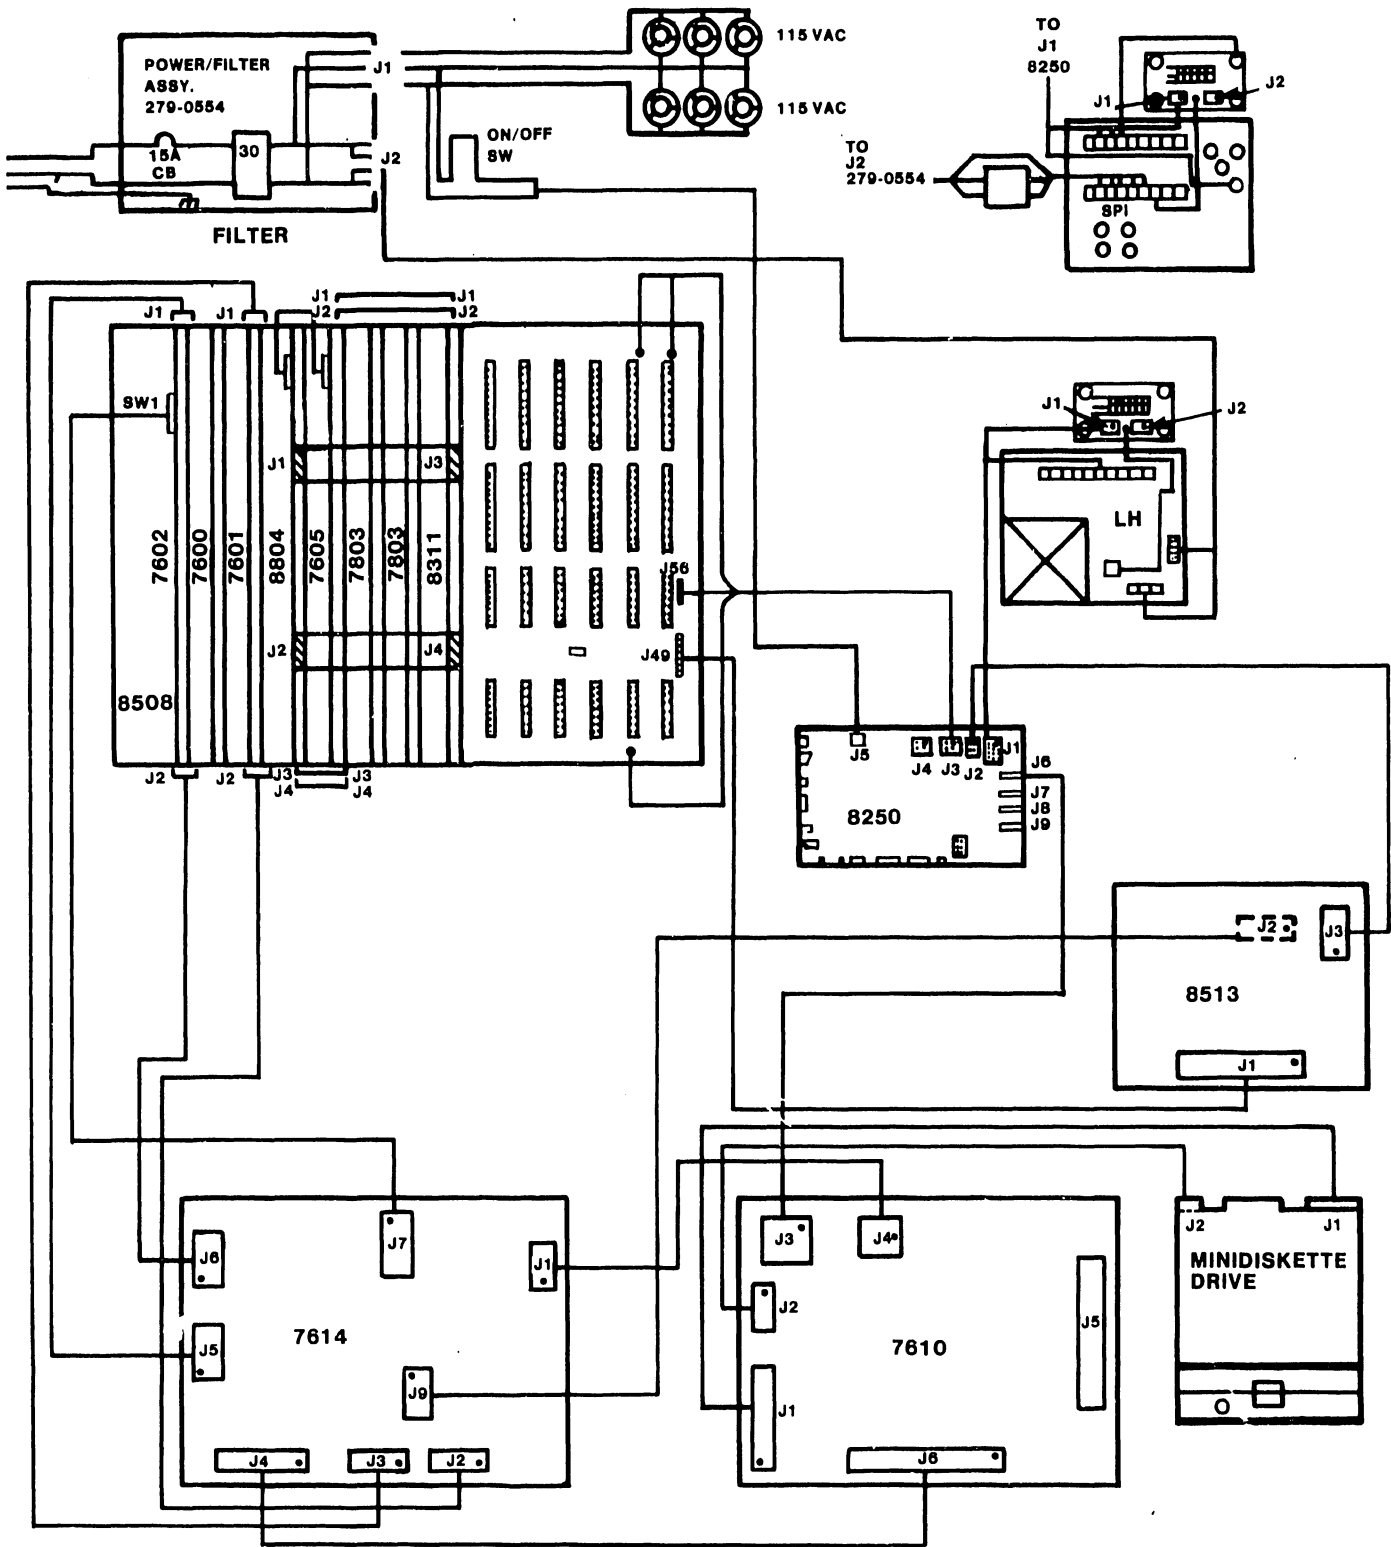 POWER/FILTER
ASSY.
279-0554
15A
CB
30
J1
J2
FILTER
115 VAC
115 VAC
ON/OFF
SW
TO
J1
8250
J1
J2
TO
J2
279-0554
SPI
J1
J2
LH
J1
J1
J1
J2
J1
J2
SW1
J1
J3
7602
7600
7601
8804
7605
7803
7803
8311
J2
J4
8508
J56
J49
J2
J2
J3
J4
J3
J4
J5
J4
J3
J2
J1
J6
J7
J8
J9
8250
J2
J3
8513
J1
J6
J7
J1
J5
7614
J9
J4
J3
J2
J3
J4
J2
J5
7610
J1
J6
J2
J1
MINIDISKETTE
DRIVE